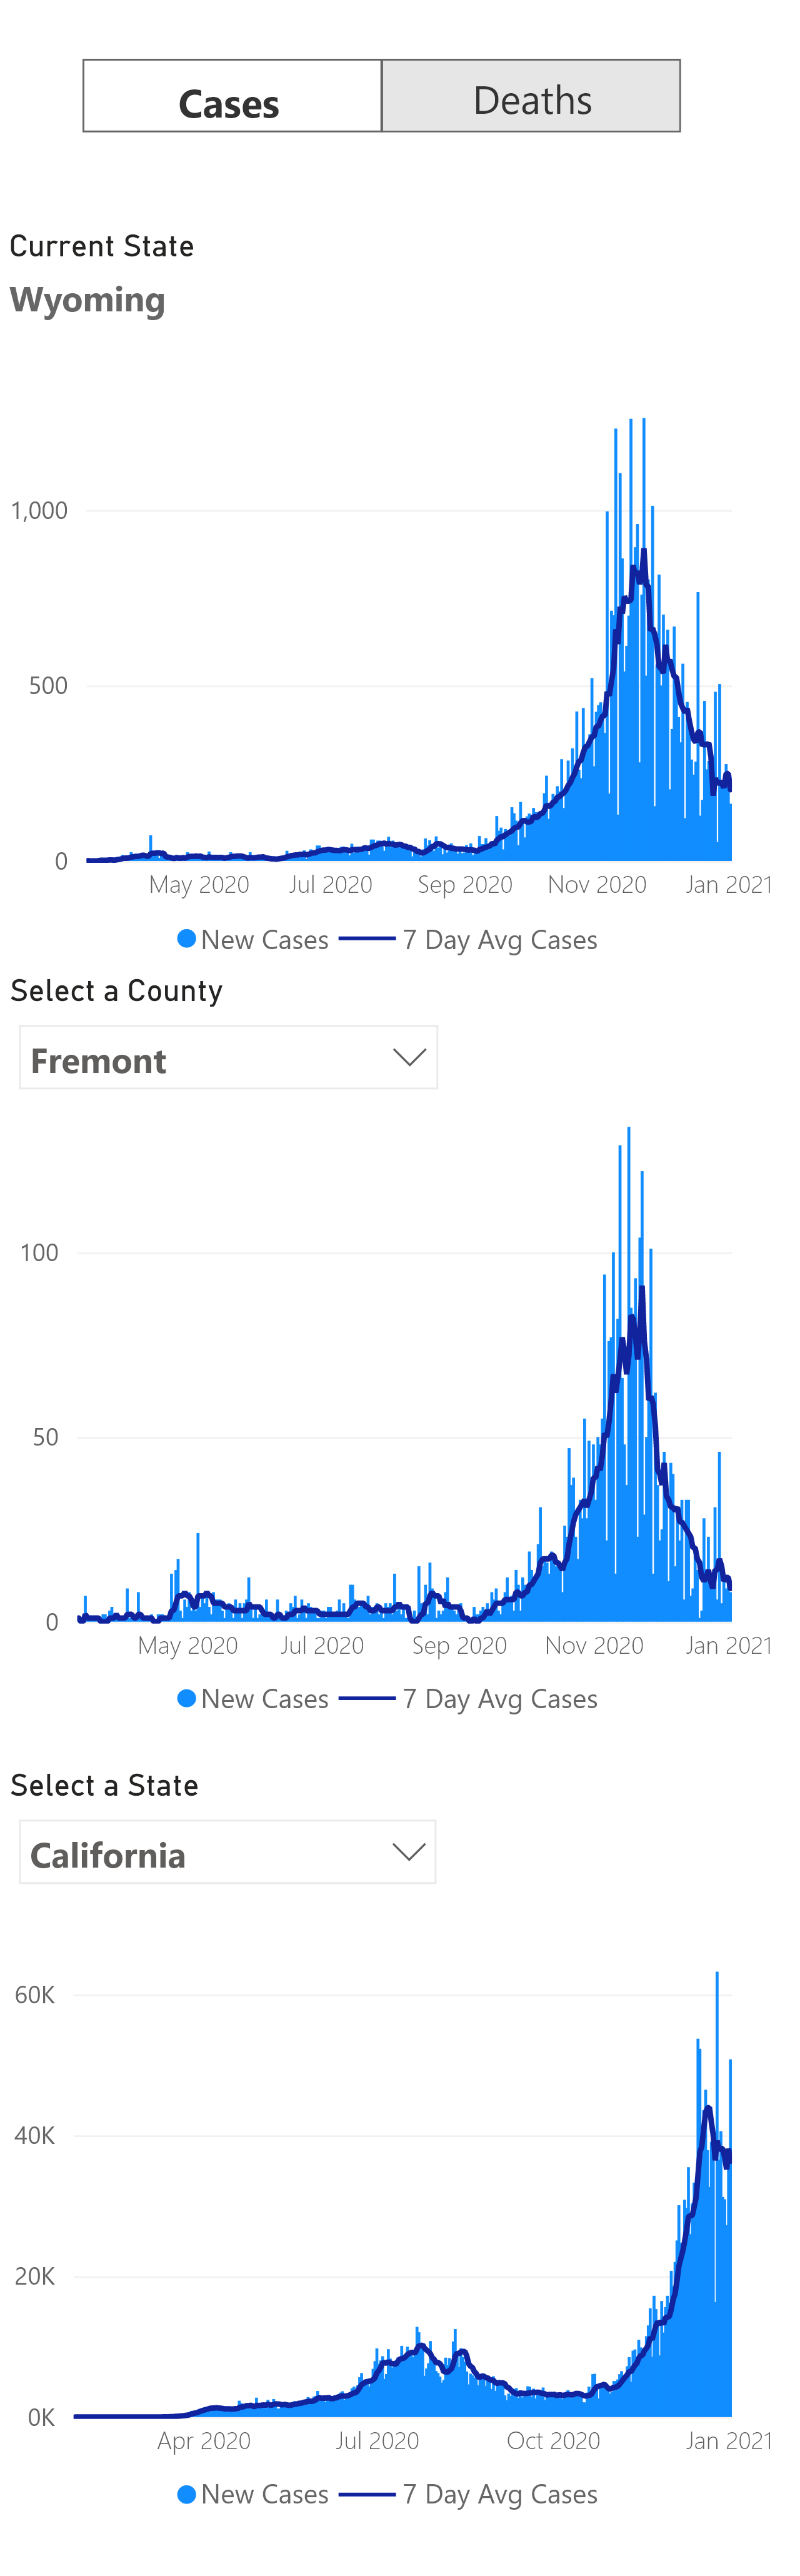 Cases Deaths
Current State
Wyoming
1,000
500
0
May 2020 Jul 2020 Sep 2020 Nov 2020 Jan 2021
New Cases 7 Day Avg Cases
Select a County
Fremont
100
50
0
May 2020 Jul 2020 Sep 2020 Nov 2020 Jan 2021
New Cases 7 Day Avg Cases
Select a State
California
60K
40K
20K
0K
Apr 2020 Jul 2020 Oct 2020 Jan 2021
New Cases 7 Day Avg Cases